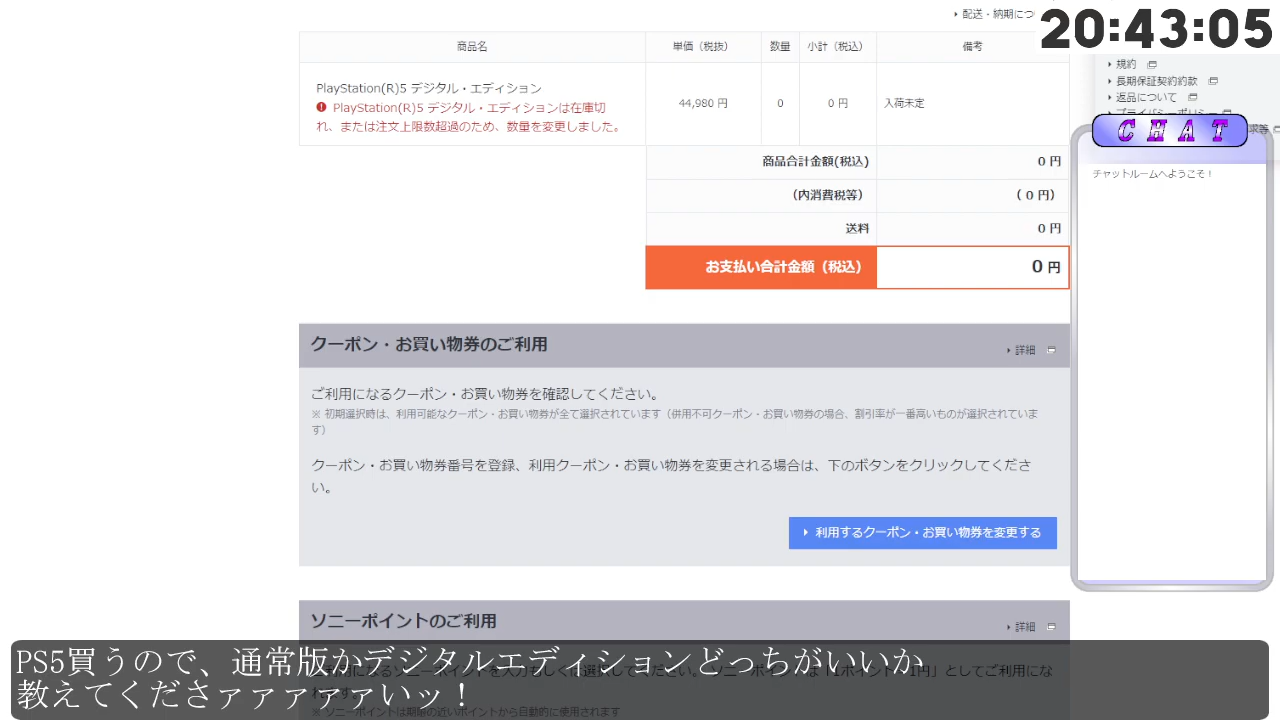 配送・納期につ
20:43:05
商品名 単価（税抜） 数量 小計（税込） 備考
PlayStation(R)5 デジタル・エディション
PlayStation(R)5 デジタル・エディションは在庫切
れ、または注文上限数超過のため、数量を変更しました。
44,980 円 0 0 円 入荷未定
規約
長期保証契約約款
返品について
プライバシーポリシー
求等
CHAT
チャットルームへようこそ！
商品合計金額(税込) 0 円
（内消費税等） （ 0 円）
送料 0 円
お支払い合計金額（税込） 0 円
クーポン・お買い物券のご利用
詳細
ご利用になるクーポン・お買い物券を確認してください。
※ 初期選択時は、利用可能なクーポン・お買い物券が全て選択されています（併用不可クーポン・お買い物券の場合、割引率が一番高いものが選択されていま
す）
クーポン・お買い物券番号を登録、利用クーポン・お買い物券を変更される場合は、下のボタンをクリックしてくださ
い。
利用するクーポン・お買い物券を変更する
ソニーポイントのご利用
詳細
PS5買うので、通常版かデジタルエディションどっちがいいか
教えてくださァァァァァいッ！
※ ソニーポイントは期限の近いポイントから自動的に使用されます